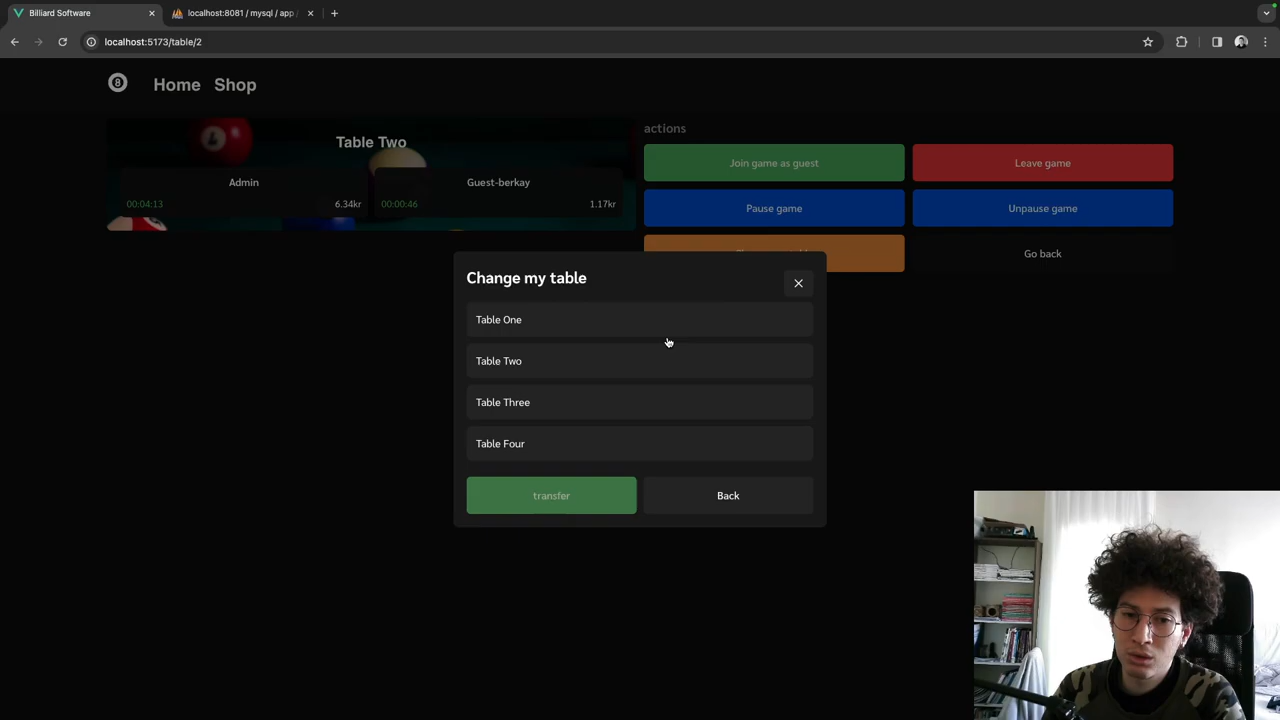 Billiard Software
localhost:8081 / mysql / app /
localhost:5173/table/2
8
Home Shop
Table Two
Admin
00:04:13 6.34kr
Guest-berkay
00:00:46 1.17kr
actions
Join game as guest
Leave game
Pause game
Unpause game
Go back
Change my table
Table One
Table Two
Table Three
Table Four
transfer
Back